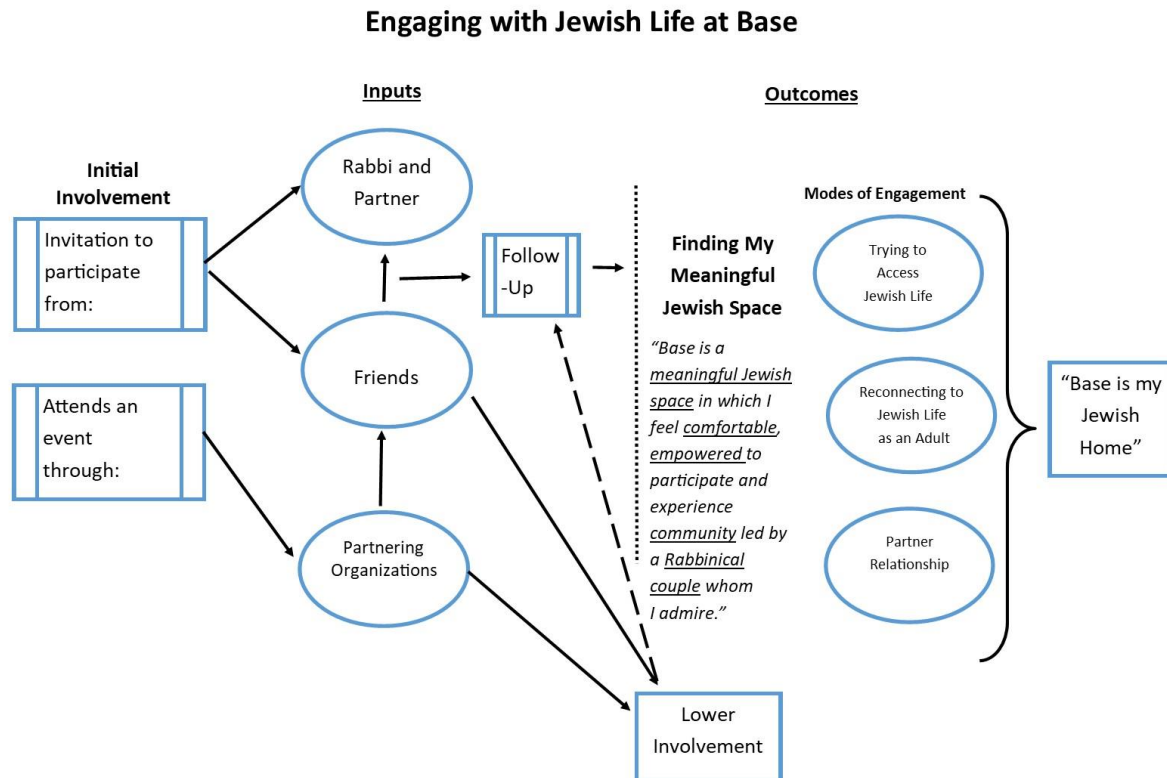 Engaging with Jewish Life at Base
Inputs
Outcomes
Initial
Involvement
Invitation to
participate
from:
Attends an
event
through:
Rabbi and
Partner
Friends
Partnering
Organizations
Follow
-Up
Finding My
Meaningful
Jewish Space
“Base is a
meaningful Jewish
space in which I
feel comfortable,
empowered to
participate and
experience
community led by
a Rabbinical
couple whom
I admire.”
Lower
Involvement
Modes of Engagement
Trying to
Access
Jewish Life
Reconnecting to
Jewish Life
as an Adult
Partner
Relationship
“Base is my
Jewish
Home”